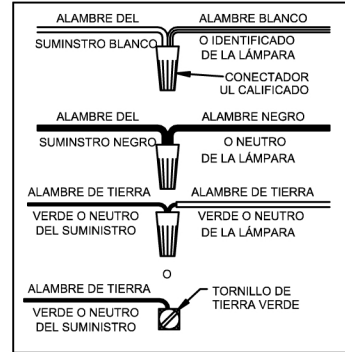 ALAMBRE DEL
SUMINSTRO BLANCO
ALAMBRE BLANCO
O IDENTIFICADO
DE LA LÁMPARA
CONECTADOR
UL CALIFICADO
ALAMBRE DEL
SUMINSTRO NEGRO
ALAMBRE NEGRO
O NEUTRO
DE LA LÁMPARA
ALAMBRE DE TIERRA
VERDE O NEUTRO
DEL SUMINISTRO
ALAMBRE DE TIERRA
VERDE O NEUTRO
DE LA LÁMPARA
O
ALAMBRE DE TIERRA
VERDE O NEUTRO
DEL SUMINISTRO
TORNILLO DE
TIERRA VERDE